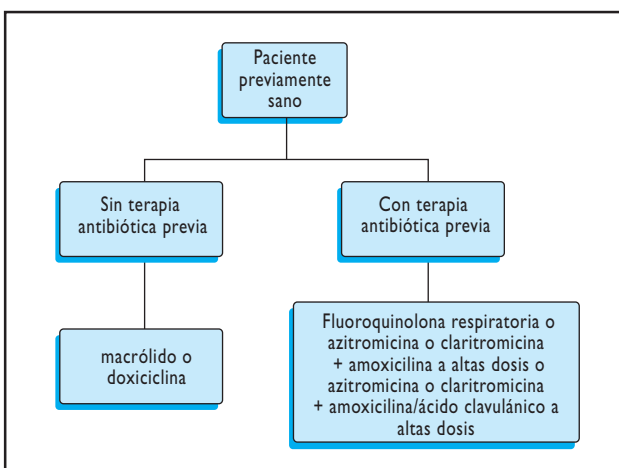 Paciente
previamente
sano
Sin terapia
antibiótica previa
Con terapia
antibiótica previa
macrólido o
doxiciclina
Fluoroquinolona respiratoria o
azitromicina o claritromicina
+ amoxicilina a altas dosis o
azitromicina o claritromicina
+ amoxicilina/ácido clavulánico a
altas dosis